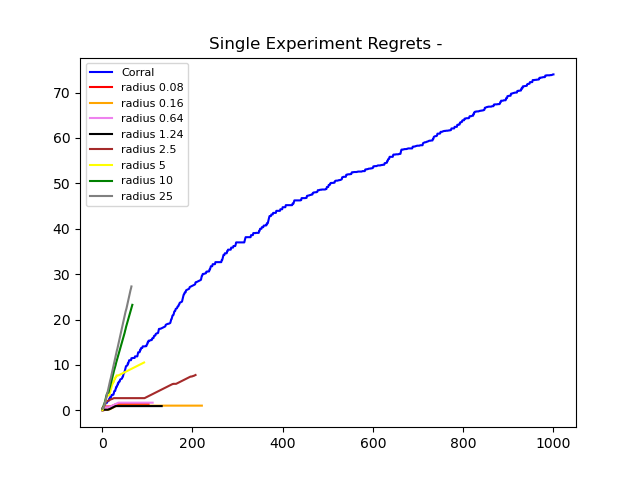 Single Experiment Regrets -
Corral
radius 0.08
radius 0.16
radius 0.64
radius 1.24
radius 2.5
radius 5
radius 10
radius 25
70
60
50
40
30
20
10
0
0 200 400 600 800 1000